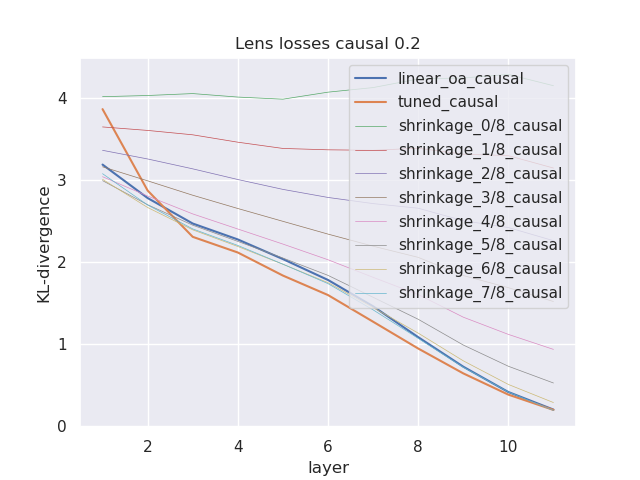 Lens losses causal 0.2
linear_oa_causal
tuned_causal
shrinkage_0/8_causal
shrinkage_1/8_causal
shrinkage_2/8_causal
shrinkage_3/8_causal
shrinkage_4/8_causal
shrinkage_5/8_causal
shrinkage_6/8_causal
shrinkage_7/8_causal
KL-divergence
4
3
2
1
0
2 4 6 8 10
layer